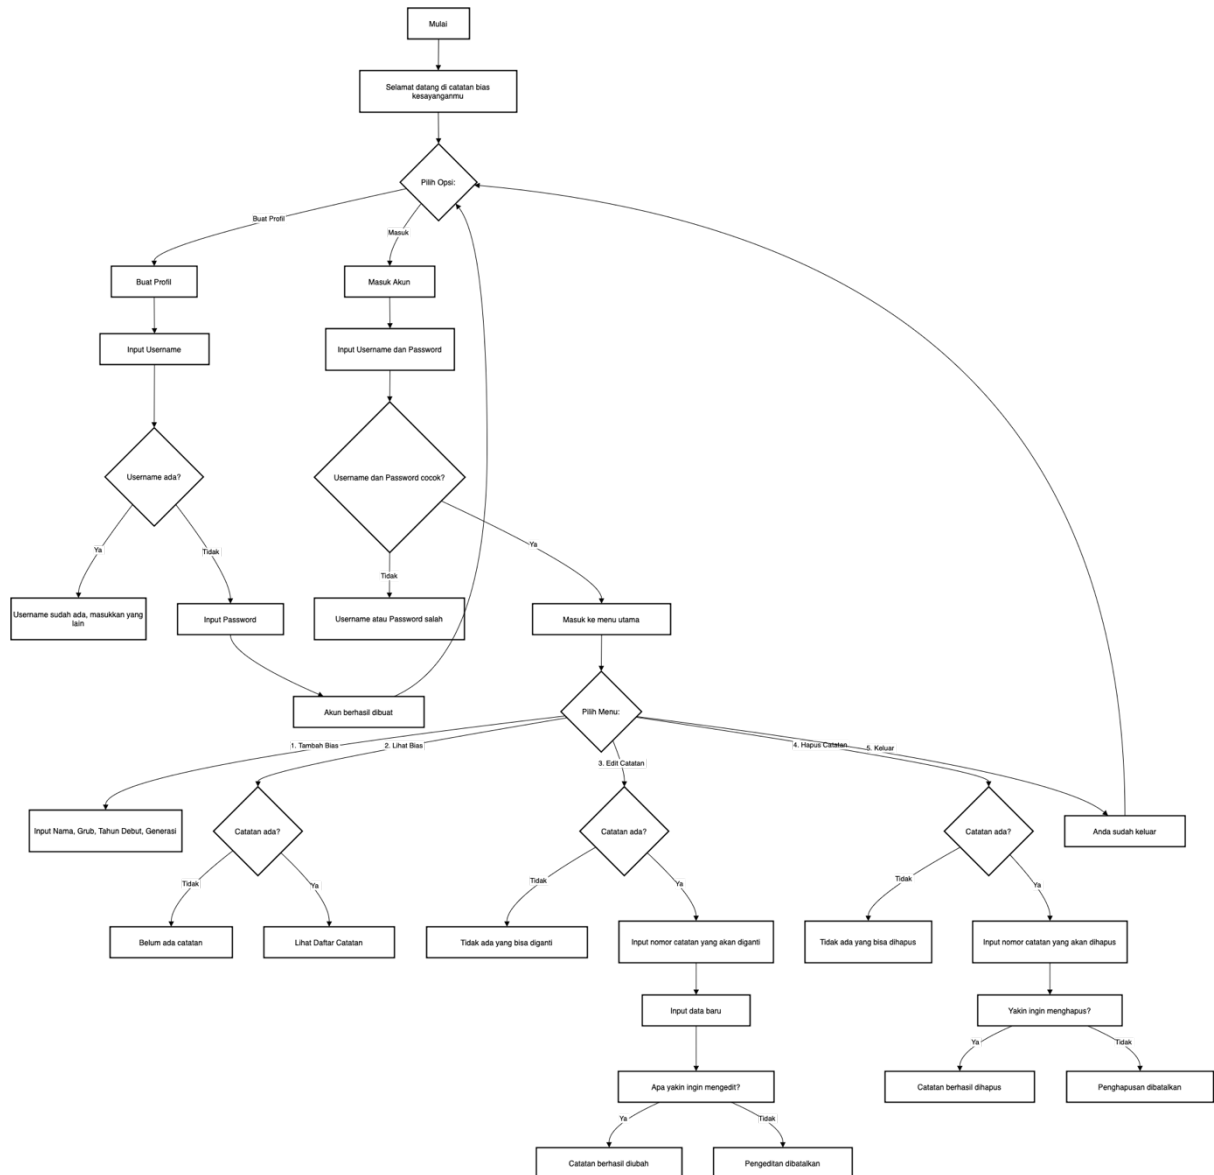 Mulai
Selamat datang di catatan bias
kesayanganmu
Pilih Opsi:
Buat Profil
Masuk
Buat Profil
Masuk Akun
Input Username
Input Username dan Password
Username ada?
Username dan Password cocok?
Ya
Tidak
Ya
Tidak
Username sudah ada, masukkan yang
lain
Input Password
Username atau Password salah
Masuk ke menu utama
Akun berhasil dibuat
Pilih Menu:
1. Tambah Bias
2. Lihat Bias
3. Edit Catatan
4. Hapus Catatan
5. Keluar
Input Nama, Grub, Tahun Debut, Generasi
Catatan ada?
Catatan ada?
Catatan ada?
Anda sudah keluar
Tidak
Ya
Tidak
Ya
Tidak
Ya
Belum ada catatan
Lihat Daftar Catatan
Tidak ada yang bisa diganti
Input nomor catatan yang akan diganti
Tidak ada yang bisa dihapus
Input nomor catatan yang akan dihapus
Input data baru
Yakin ingin menghapus?
Ya
Tidak
Apa yakin ingin mengedit?
Catatan berhasil dihapus
Penghapusan dibatalkan
Ya
Tidak
Catatan berhasil diubah
Pengeditan dibatalkan